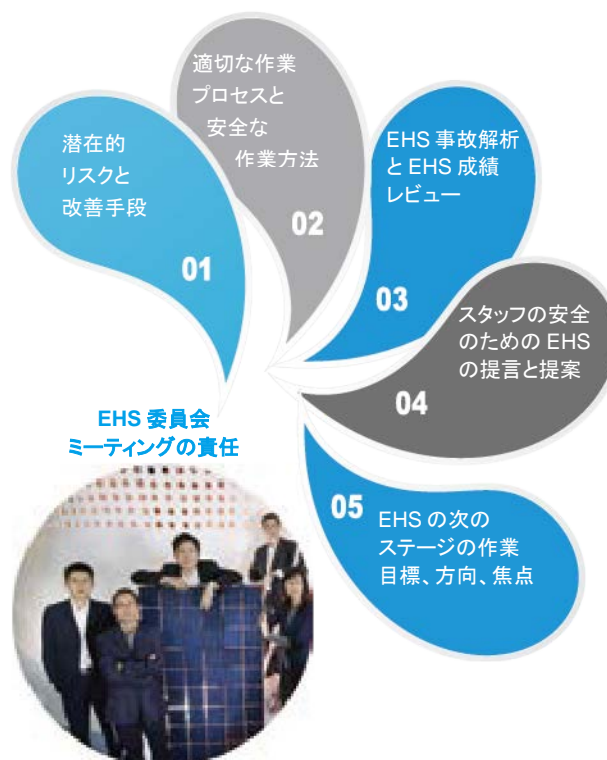 潜在的
リスクと
改善手段
01
適切な作業
プロセスと
安全な
作業方法
02
EHS 事故解析
と EHS 成績
レビュー
03
スタッフの安全
のための EHS
の提言と提案
04
EHS 委員会
ミーティングの責任
05
EHS の次の
ステージの作業
目標、方向、焦点